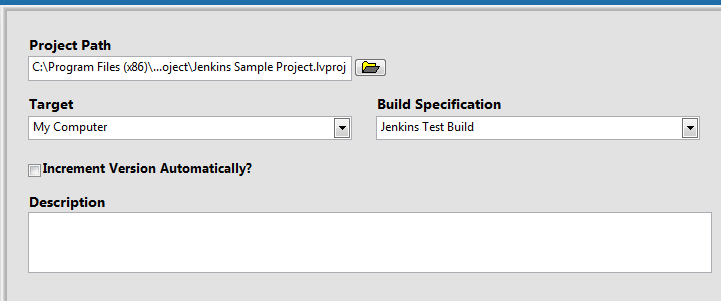 Project Path
C:\Program Files (x86)\...oject\Jenkins Sample Project.lvproj
Target
Build Specification
My Computer
Jenkins Test Build
Increment Version Automatically?
Description